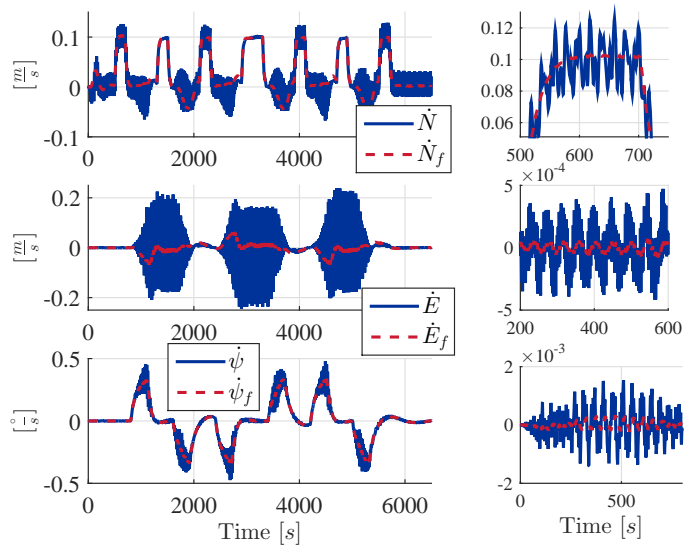 0.1
0
-0.1
[m/s]
0 2000 4000
Ṅ
Ṅ_f
0.12
0.1
0.08
0.06
500 600 700
0.2
0
-0.2
[m/s]
0 2000 4000 6000
Ė
Ė_f
×10⁻⁴
5
0
-5
200 400 600
0.5
0
-0.5
[°/s]
0 2000 4000 6000
Time [s]
ψ̇
ψ̇_f
×10⁻³
2
0
-2
0 500
Time [s]